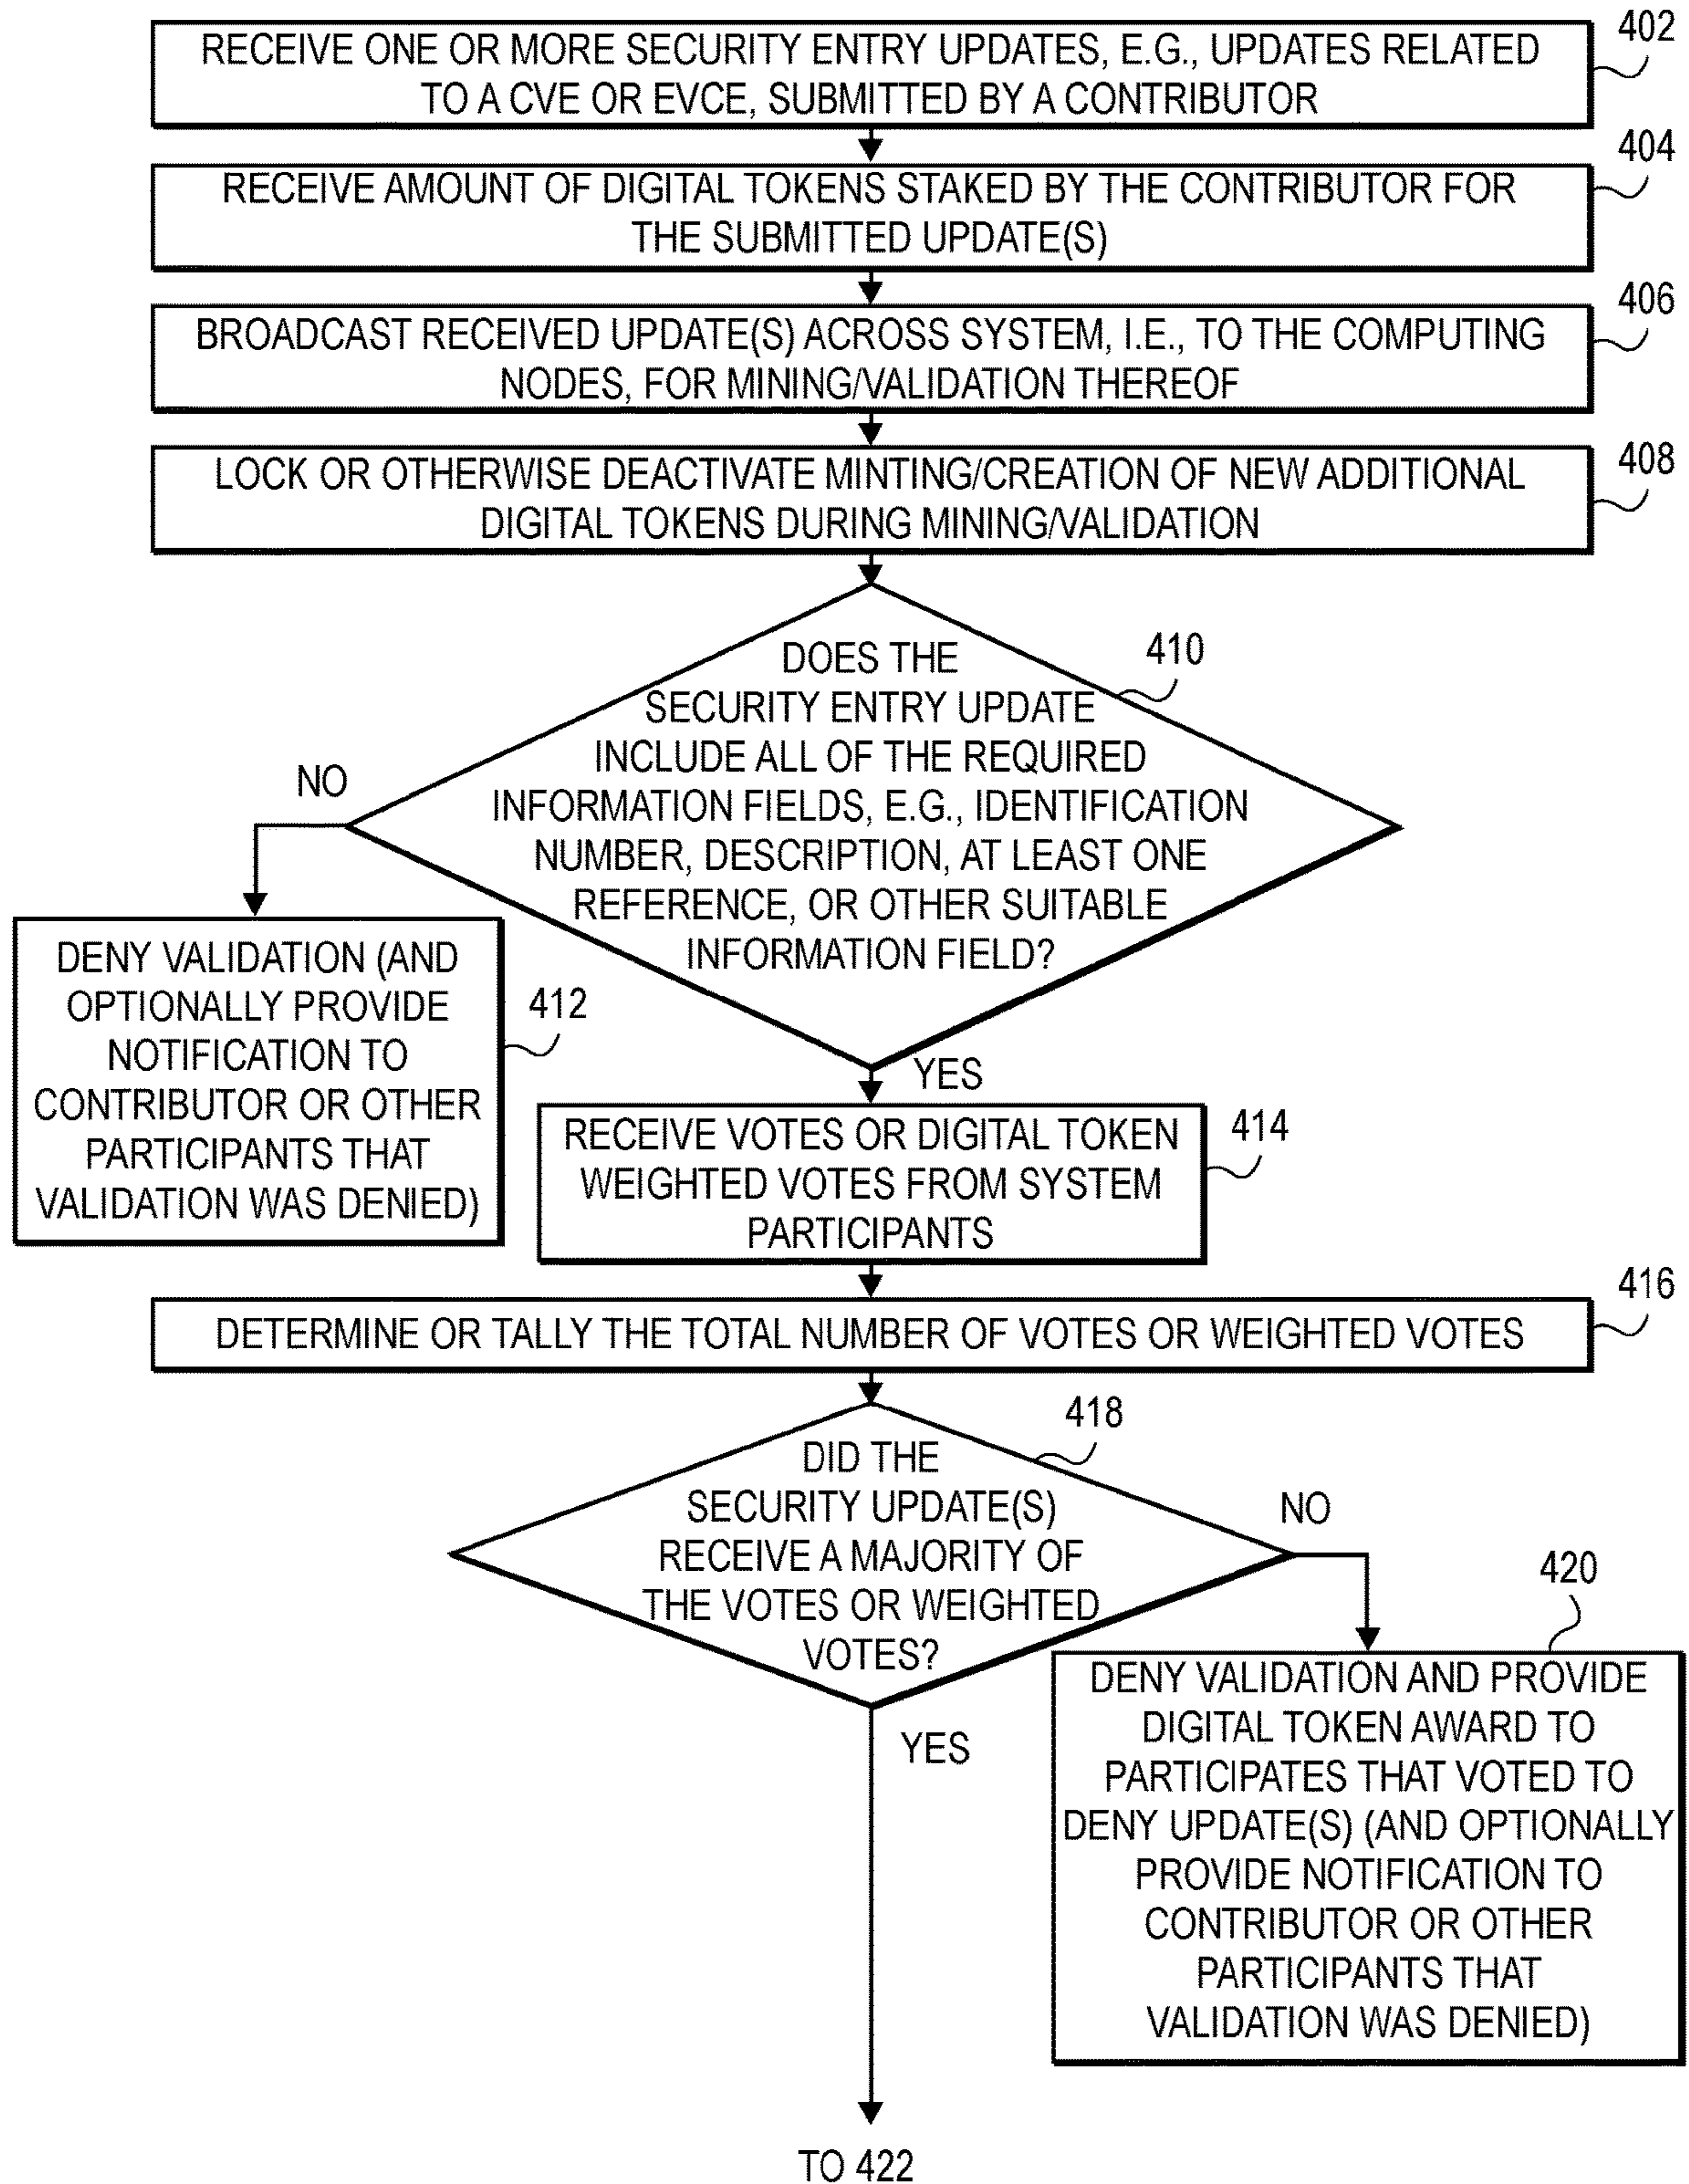 RECEIVE ONE OR MORE SECURITY ENTRY UPDATES, E.G., UPDATES RELATED
TO A CVE OR EVCE, SUBMITTED BY A CONTRIBUTOR
402
RECEIVE AMOUNT OF DIGITAL TOKENS STAKED BY THE CONTRIBUTOR FOR
THE SUBMITTED UPDATE(S)
404
BROADCAST RECEIVED UPDATE(S) ACROSS SYSTEM, I.E., TO THE COMPUTING
NODES, FOR MINING/VALIDATION THEREOF
406
LOCK OR OTHERWISE DEACTIVATE MINTING/CREATION OF NEW ADDITIONAL
DIGITAL TOKENS DURING MINING/VALIDATION
408
DOES THE
SECURITY ENTRY UPDATE
INCLUDE ALL OF THE REQUIRED
INFORMATION FIELDS, E.G., IDENTIFICATION
NUMBER, DESCRIPTION, AT LEAST ONE
REFERENCE, OR OTHER SUITABLE
INFORMATION FIELD?
410
NO
DENY VALIDATION (AND
OPTIONALLY PROVIDE
NOTIFICATION TO
CONTRIBUTOR OR OTHER
PARTICIPANTS THAT
VALIDATION WAS DENIED)
412
YES
RECEIVE VOTES OR DIGITAL TOKEN
WEIGHTED VOTES FROM SYSTEM
PARTICIPANTS
414
DETERMINE OR TALLY THE TOTAL NUMBER OF VOTES OR WEIGHTED VOTES
416
DID THE
SECURITY UPDATE(S)
RECEIVE A MAJORITY OF
THE VOTES OR WEIGHTED
VOTES?
418
NO
420
DENY VALIDATION AND PROVIDE
DIGITAL TOKEN AWARD TO
PARTICIPATES THAT VOTED TO
DENY UPDATE(S) (AND OPTIONALLY
PROVIDE NOTIFICATION TO
CONTRIBUTOR OR OTHER
PARTICIPANTS THAT
VALIDATION WAS DENIED)
YES
TO 422